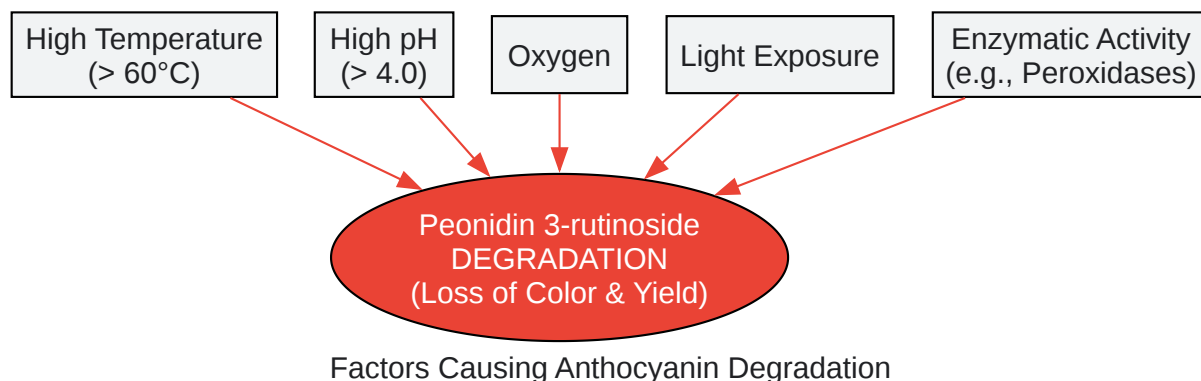 High Temperature
(> 60°C)
High pH
(> 4.0)
Oxygen
Light Exposure
Enzymatic Activity
(e.g., Peroxidases)
Peonidin 3-rutinoside
DEGRADATION
(Loss of Color & Yield)
Factors Causing Anthocyanin Degradation